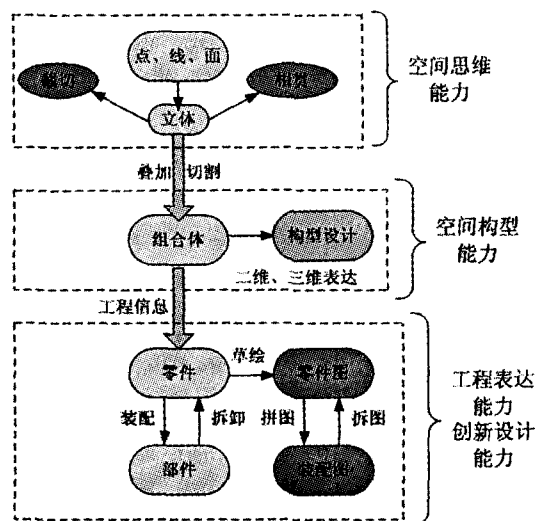 点、线、面
截切
相贯
立体
空间思维
能力
叠加 切割
组合体
构型设计
二维、三维表达
空间构型
能力
工程信息
零件
草绘
零件图
装配
拆卸
拼图
拆图
部件
装配图
工程表达
能力
创新设计
能力